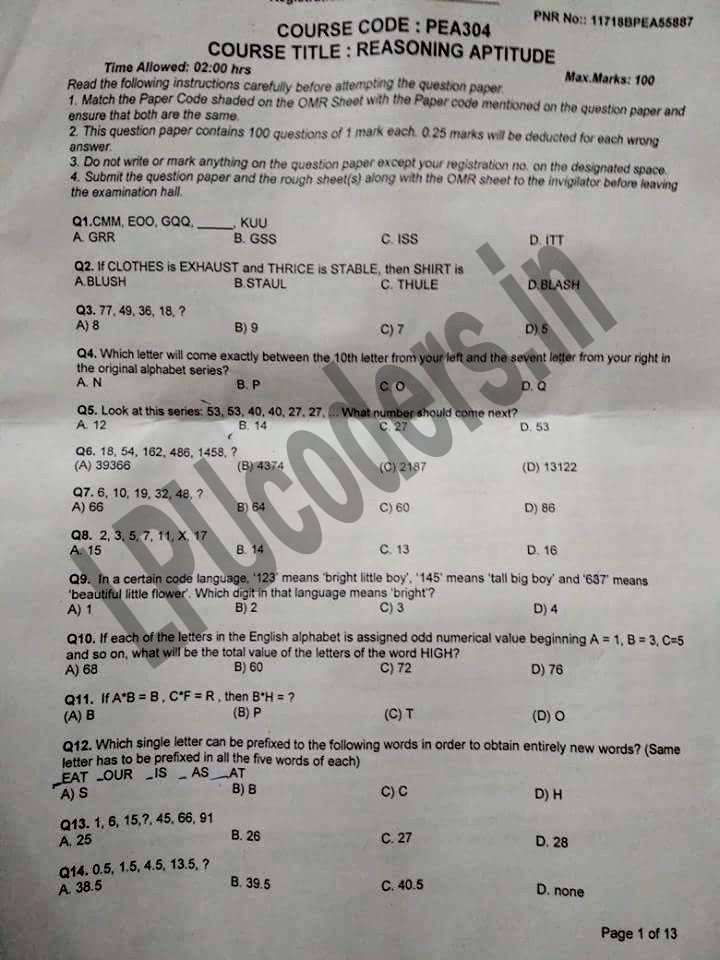 PNR No:: 11718BPEA55887
COURSE CODE : PEA304
COURSE TITLE : REASONING APTITUDE
Time Allowed: 02:00 hrs
Max.Marks: 100
Read the following instructions carefully before attempting the question paper.
1. Match the Paper Code shaded on the OMR Sheet with the Paper code mentioned on the question paper and
ensure that both are the same.
2. This question paper contains 100 questions of 1 mark each. 0.25 marks will be deducted for each wrong
answer.
3. Do not write or mark anything on the question paper except your registration no. on the designated space.
4. Submit the question paper and the rough sheet(s) along with the OMR sheet to the invigilator before leaving
the examination hall.
Q1.CMM, EOO, GQQ, _____, KUU
A. GRR B. GSS C. ISS D. ITT
Q2. If CLOTHES is EXHAUST and THRICE is STABLE, then SHIRT is
A.BLUSH B.STAUL C. THULE D.BLASH
Q3. 77, 49, 36, 18, ?
A) 8 B) 9 C) 7 D) 5
Q4. Which letter will come exactly between the 10th letter from your left and the sevent letter from your right in
the original alphabet series?
A. N B. P C. O D. Q
Q5. Look at this series: 53, 53, 40, 40, 27, 27, ... What number should come next?
A. 12 B. 14 C. 27 D. 53
Q6. 18, 54, 162, 486, 1458, ?
(A) 39366 (B) 4374 (C) 2187 (D) 13122
Q7. 6, 10, 19, 32, 48, ?
A) 66 B) 64 C) 60 D) 86
Q8. 2, 3, 5, 7, 11, X, 17
A. 15 B. 14 C. 13 D. 16
Q9. In a certain code language, '123' means 'bright little boy', '145' means 'tall big boy' and '637' means
'beautiful little flower'. Which digit in that language means 'bright'?
A) 1 B) 2 C) 3 D) 4
Q10. If each of the letters in the English alphabet is assigned odd numerical value beginning A = 1, B = 3, C=5
and so on, what will be the total value of the letters of the word HIGH?
A) 68 B) 60 C) 72 D) 76
Q11. If A*B = B , C*F = R , then B*H = ?
(A) B (B) P (C) T (D) O
Q12. Which single letter can be prefixed to the following words in order to obtain entirely new words? (Same
letter has to be prefixed in all the five words of each)
_EAT _OUR _IS _ AS _AT
A) S B) B C) C D) H
Q13. 1, 6, 15,?, 45, 66, 91
A. 25 B. 26 C. 27 D. 28
Q14. 0.5, 1.5, 4.5, 13.5, ?
A. 38.5 B. 39.5 C. 40.5 D. none
Page 1 of 13
LPUcoders.in